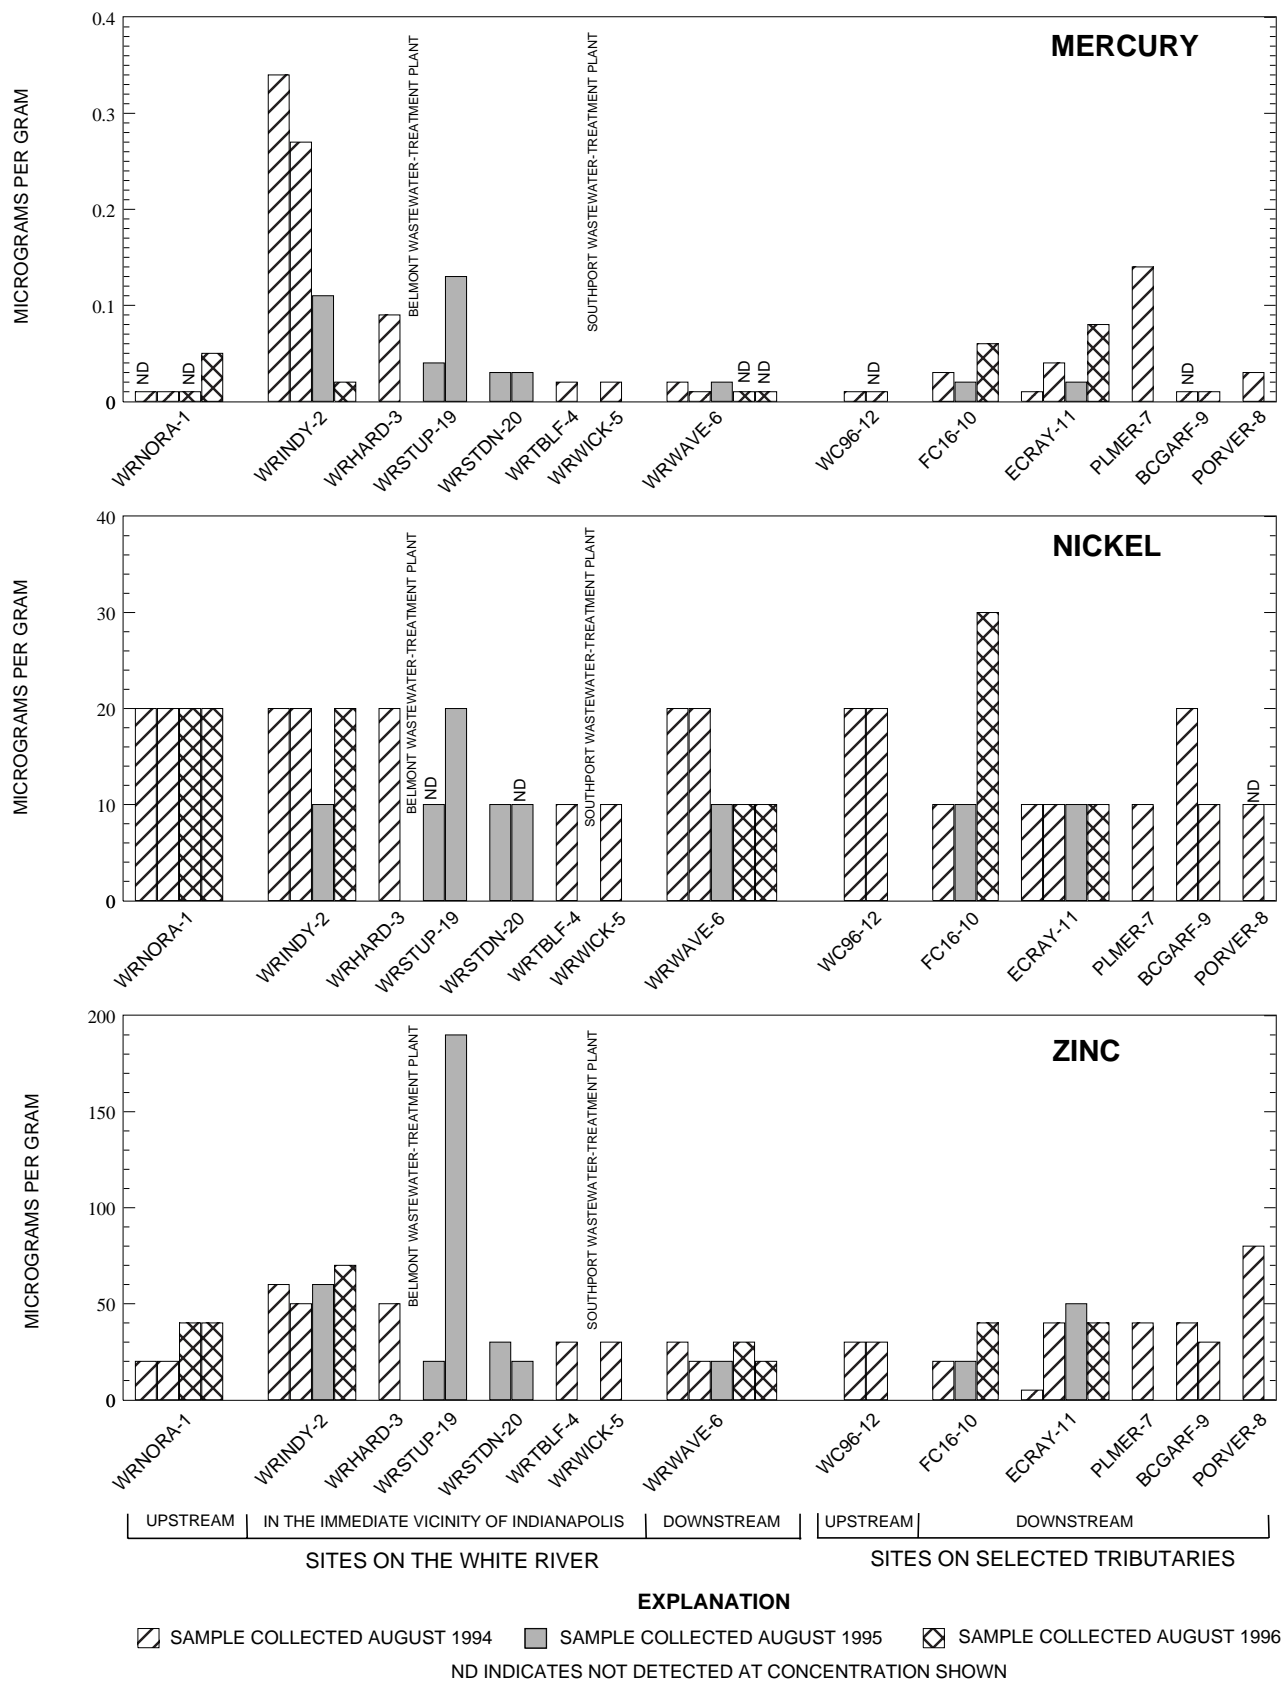 MERCURY
MICROGRAMS PER GRAM
0.4
0.3
0.2
0.1
0
BELMONT WASTEWATER-TREATMENT PLANT
SOUTHPORT WASTEWATER-TREATMENT PLANT
ND
ND
ND
ND
ND
ND
WRNORA-1
WRINDY-2
WRHARD-3
WRSTUP-19
WRSTDN-20
WRTBLF-4
WRWICK-5
WRWAVE-6
WC96-12
FC16-10
ECRAY-11
PLMER-7
BCGARF-9
PORVER-8
NICKEL
MICROGRAMS PER GRAM
40
30
20
10
0
BELMONT WASTEWATER-TREATMENT PLANT
SOUTHPORT WASTEWATER-TREATMENT PLANT
ND
ND
ND
WRNORA-1
WRINDY-2
WRHARD-3
WRSTUP-19
WRSTDN-20
WRTBLF-4
WRWICK-5
WRWAVE-6
WC96-12
FC16-10
ECRAY-11
PLMER-7
BCGARF-9
PORVER-8
ZINC
MICROGRAMS PER GRAM
200
150
100
50
0
BELMONT WASTEWATER-TREATMENT PLANT
SOUTHPORT WASTEWATER-TREATMENT PLANT
WRNORA-1
WRINDY-2
WRHARD-3
WRSTUP-19
WRSTDN-20
WRTBLF-4
WRWICK-5
WRWAVE-6
WC96-12
FC16-10
ECRAY-11
PLMER-7
BCGARF-9
PORVER-8
UPSTREAM
IN THE IMMEDIATE VICINITY OF INDIANAPOLIS
DOWNSTREAM
UPSTREAM
DOWNSTREAM
SITES ON THE WHITE RIVER
SITES ON SELECTED TRIBUTARIES
EXPLANATION
SAMPLE COLLECTED AUGUST 1994
SAMPLE COLLECTED AUGUST 1995
SAMPLE COLLECTED AUGUST 1996
ND INDICATES NOT DETECTED AT CONCENTRATION SHOWN